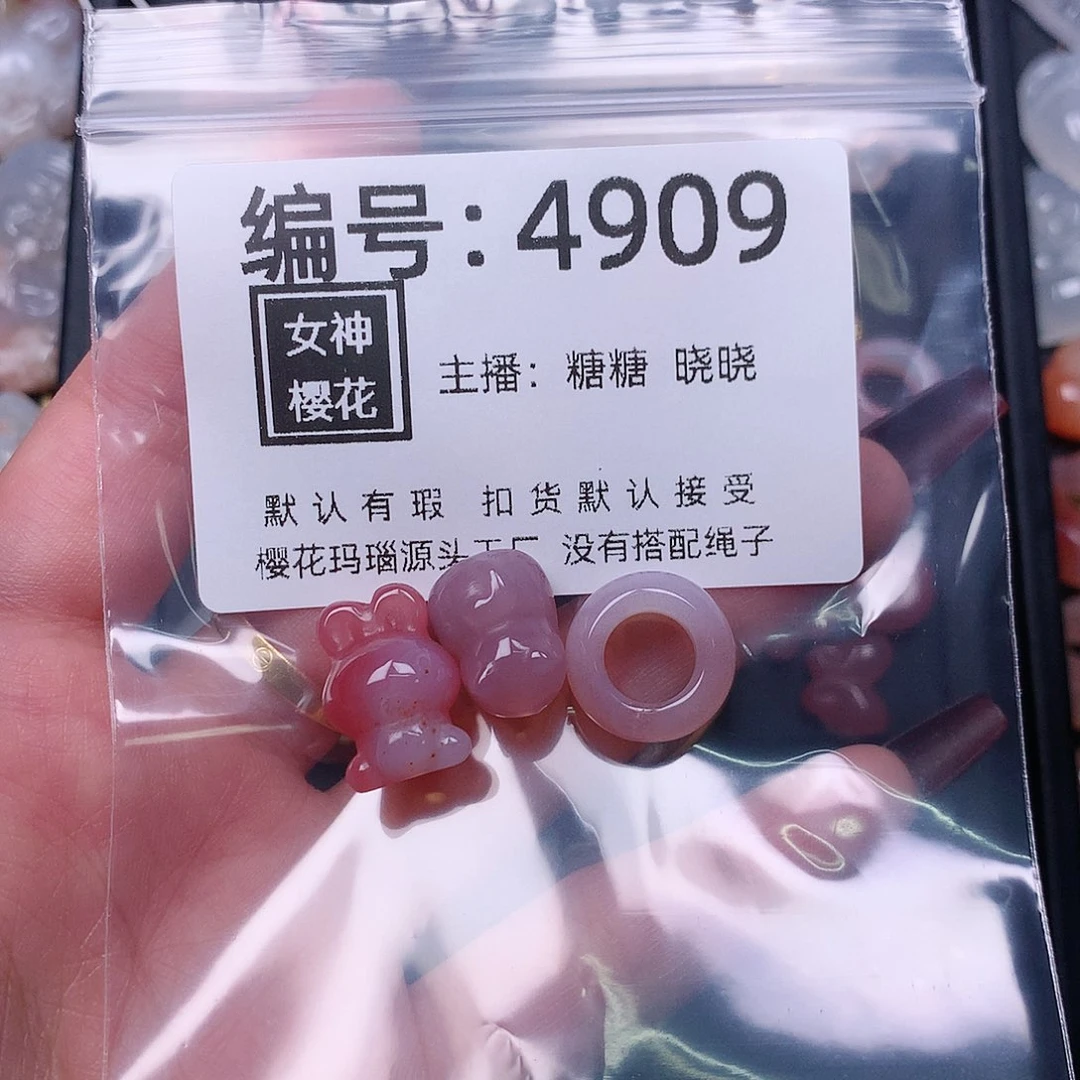 编号:4909
女神
樱花
主播: 糖糖 晓晓
默认有瑕 扣货默认接受
樱花玛瑙源头工厂 没有搭配绳子